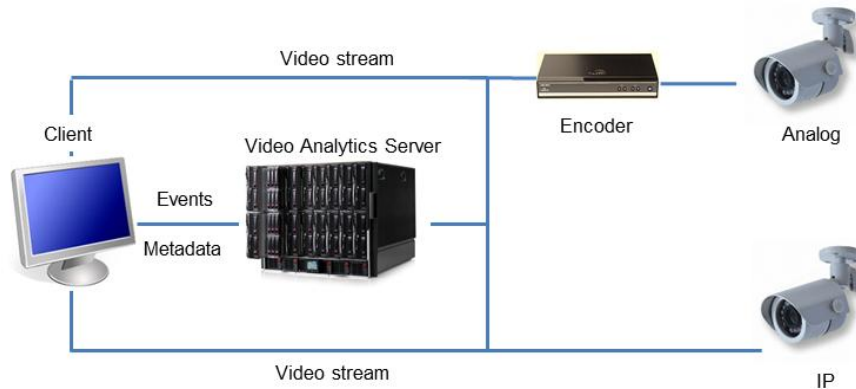 Video stream
Client
Video Analytics Server
Encoder
Analog
Events
Metadata
Video stream
IP